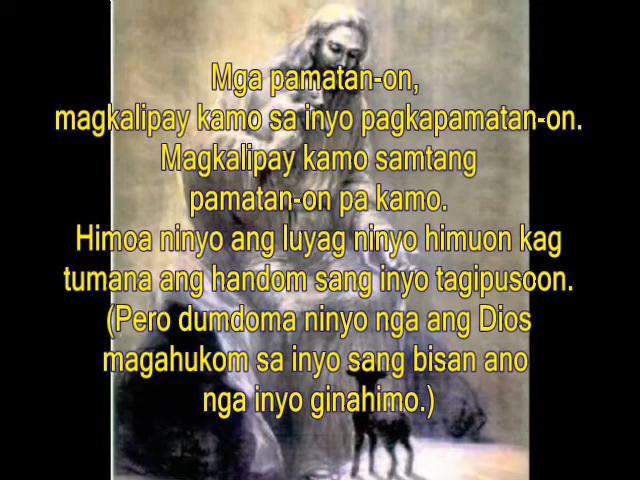 Mga pamatan-on,
magkalipay kamo sa inyo pagkapamatan-on.
Magkalipay kamo samtang
pamatan-on pa kamo.
Himoa ninyo ang luyag ninyo himuon kag
tumana ang handom sang inyo tagipusoon.
(Pero dumdoma ninyo nga ang Dios
magahukom sa inyo sang bisan ano
nga inyo ginahimo.)